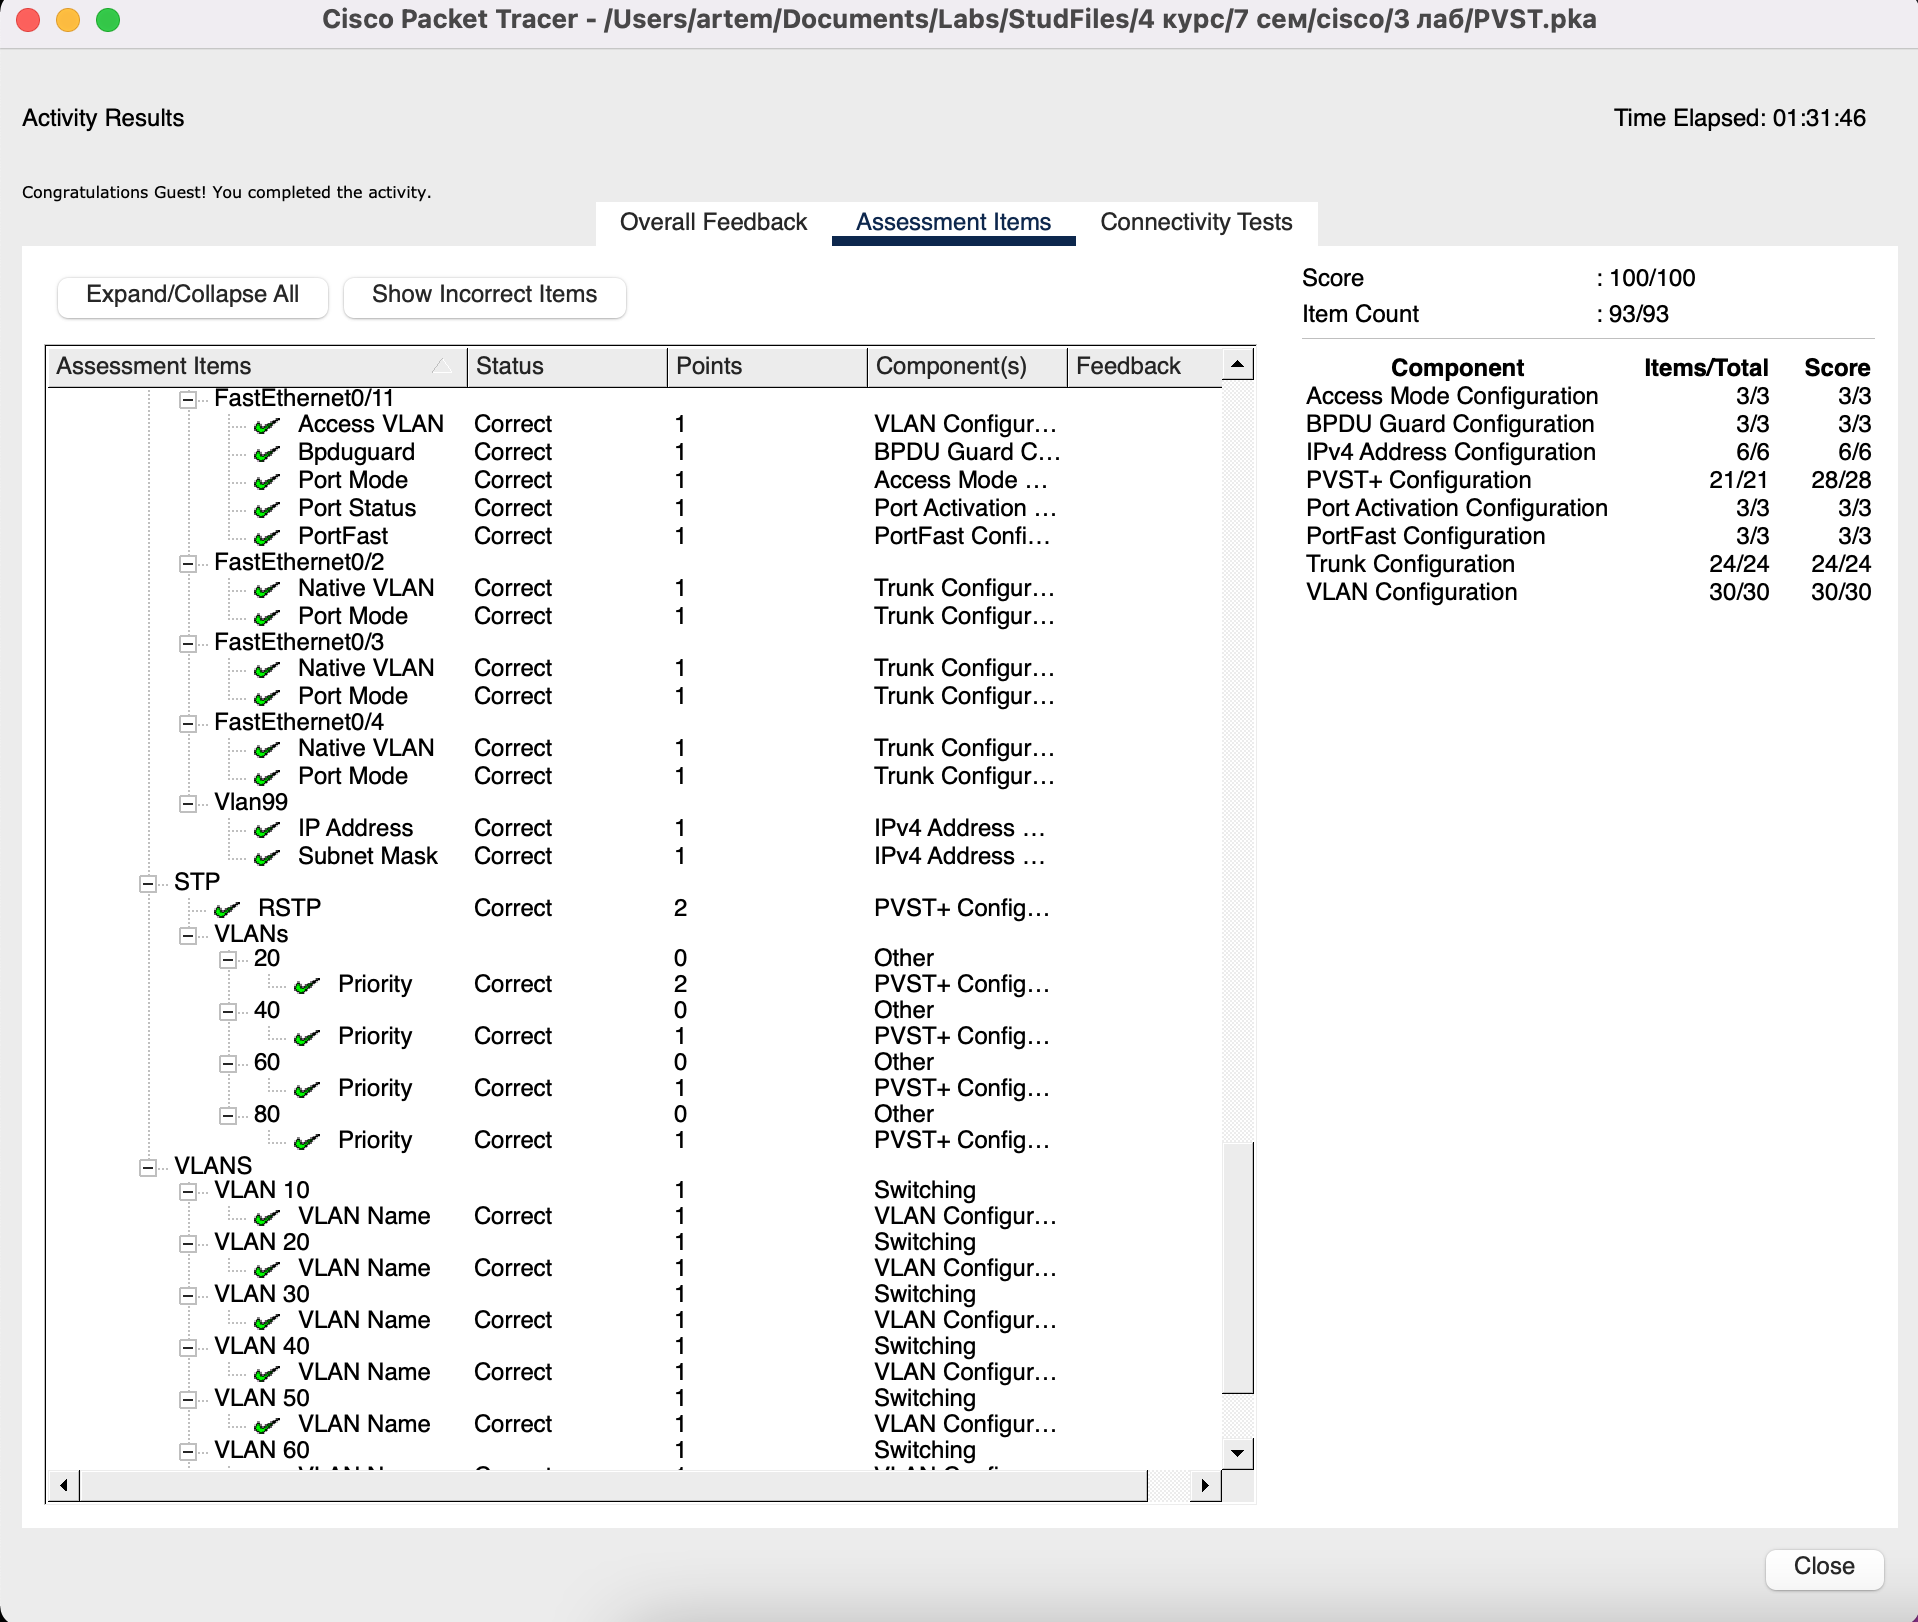 Cisco Packet Tracer - /Users/artem/Documents/Labs/StudFiles/4 курс/7 сем/cisco/3 лаб/PVST.pka
Activity Results
Time Elapsed: 01:31:46
Congratulations Guest! You completed the activity.
Overall Feedback Assessment Items Connectivity Tests
Expand/Collapse All Show Incorrect Items
Assessment Items Status Points Component(s) Feedback
FastEthernet0/11
Access VLAN Correct 1 VLAN Configur...
Bpduguard Correct 1 BPDU Guard C...
Port Mode Correct 1 Access Mode ...
Port Status Correct 1 Port Activation ...
PortFast Correct 1 PortFast Confi...
FastEthernet0/2
Native VLAN Correct 1 Trunk Configur...
Port Mode Correct 1 Trunk Configur...
FastEthernet0/3
Native VLAN Correct 1 Trunk Configur...
Port Mode Correct 1 Trunk Configur...
FastEthernet0/4
Native VLAN Correct 1 Trunk Configur...
Port Mode Correct 1 Trunk Configur...
Vlan99
IP Address Correct 1 IPv4 Address ...
Subnet Mask Correct 1 IPv4 Address ...
STP
RSTP Correct 2 PVST+ Config...
VLANs
20 0 Other
Priority Correct 2 PVST+ Config...
40 0 Other
Priority Correct 1 PVST+ Config...
60 0 Other
Priority Correct 1 PVST+ Config...
80 0 Other
Priority Correct 1 PVST+ Config...
VLANS
VLAN 10 1 Switching
VLAN Name Correct 1 VLAN Configur...
VLAN 20 1 Switching
VLAN Name Correct 1 VLAN Configur...
VLAN 30 1 Switching
VLAN Name Correct 1 VLAN Configur...
VLAN 40 1 Switching
VLAN Name Correct 1 VLAN Configur...
VLAN 50 1 Switching
VLAN Name Correct 1 VLAN Configur...
VLAN 60 1 Switching
Score : 100/100
Item Count : 93/93
Component Items/Total Score
Access Mode Configuration 3/3 3/3
BPDU Guard Configuration 3/3 3/3
IPv4 Address Configuration 6/6 6/6
PVST+ Configuration 21/21 28/28
Port Activation Configuration 3/3 3/3
PortFast Configuration 3/3 3/3
Trunk Configuration 24/24 24/24
VLAN Configuration 30/30 30/30
Close